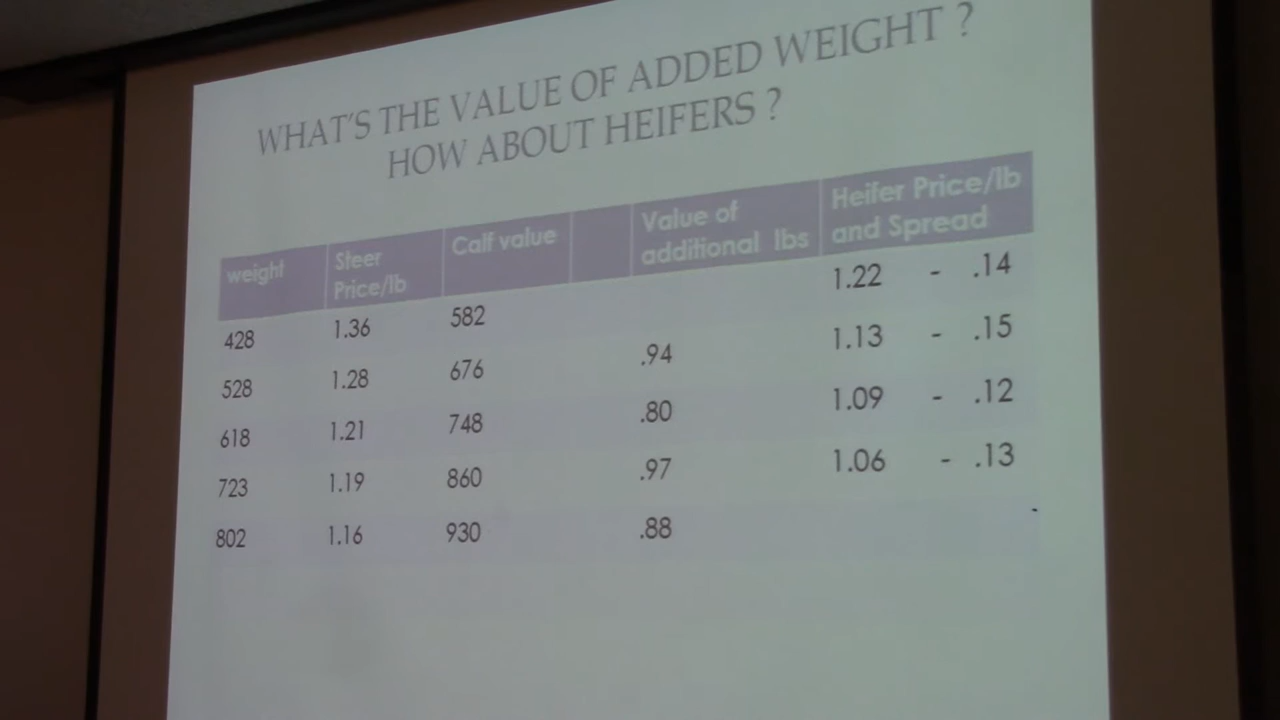 WHAT'S THE VALUE OF ADDED WEIGHT ?
HOW ABOUT HEIFERS ?
weight Steer Price/lb Calf value Value of additional lbs Heifer Price/lb and Spread
428 1.36 582 1.22 - .14
528 1.28 676 .94 1.13 - .15
618 1.21 748 .80 1.09 - .12
723 1.19 860 .97 1.06 - .13
802 1.16 930 .88